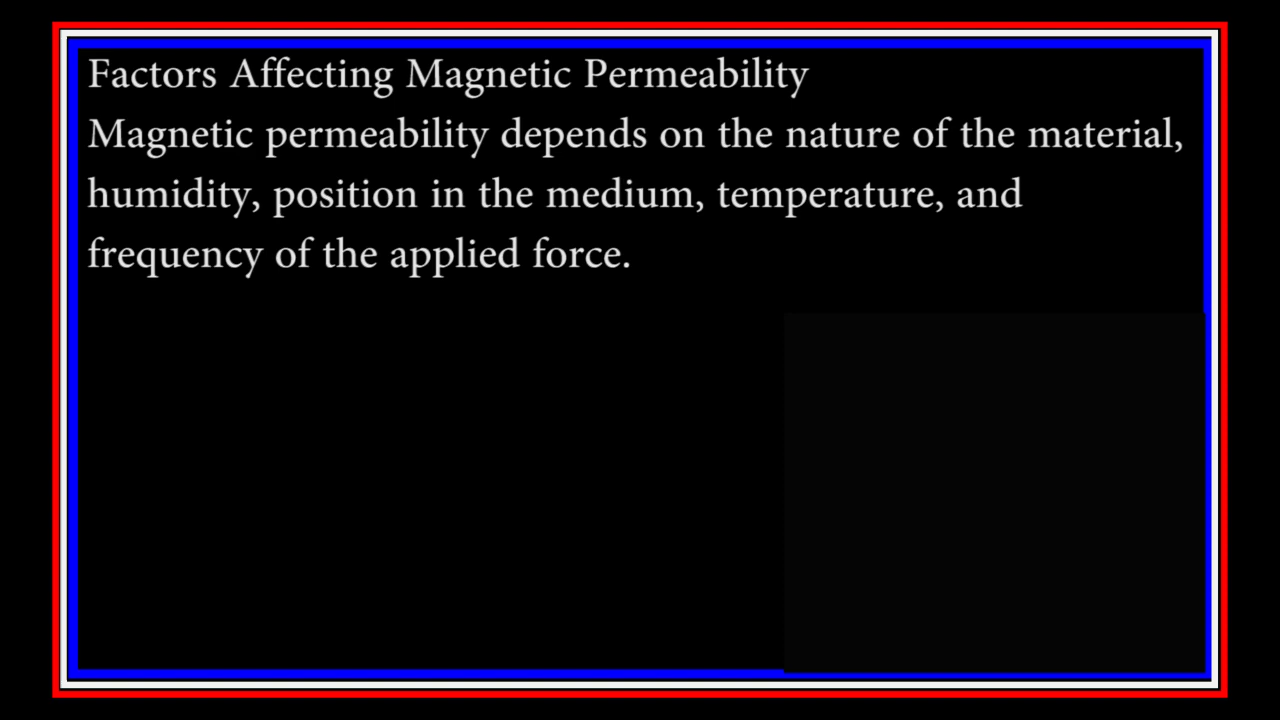 Factors Affecting Magnetic Permeability
Magnetic permeability depends on the nature of the material,
humidity, position in the medium, temperature, and
frequency of the applied force.